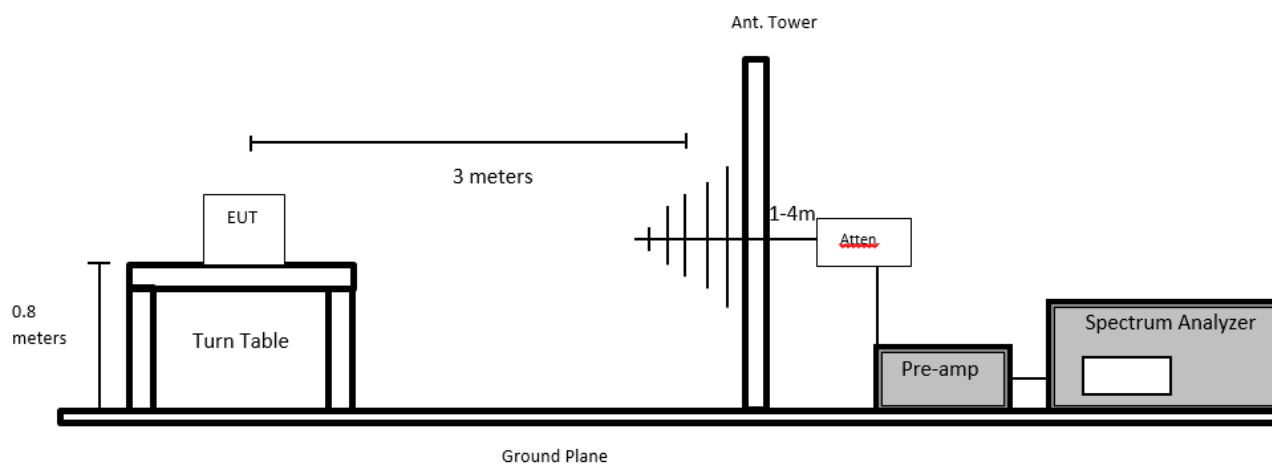 Ant. Tower
3 meters
EUT
1-4m
Atten
0.8
meters
Turn Table
Spectrum Analyzer
Pre-amp
Ground Plane